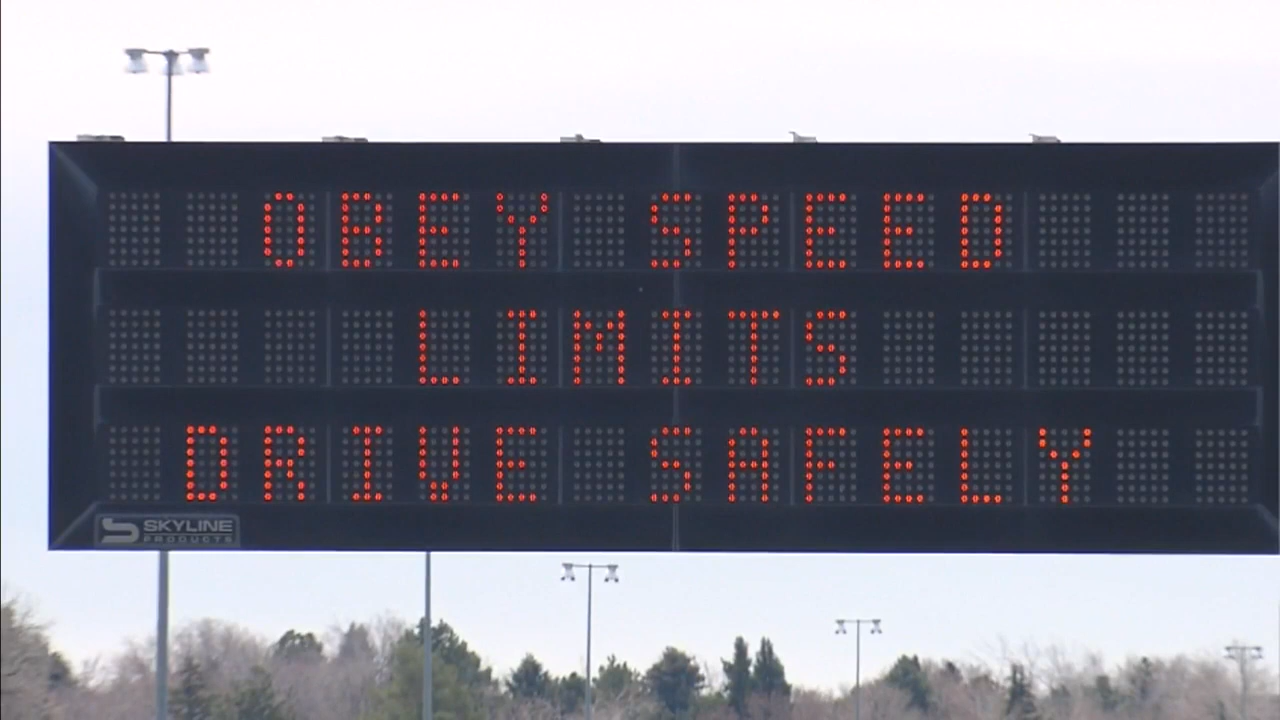 OBEY SPEED
LIMITS
DRIVE SAFELY
SKYLINE
PRODUCTS